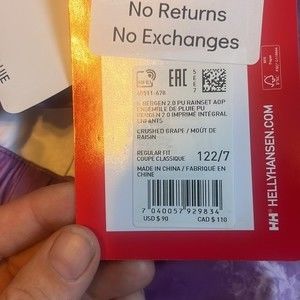 No Returns
No Exchanges
EAC
K BERGEN 2.0 PU RAINSET AOP
ENSEMBLE DE PLUIE PU
BERGEN 2.0 IMPRIMÉ INTÉGRAL
ENFANTS
CRUSHED GRAPE / MOÛT DE
RAISIN
REGULAR FIT
COUPE CLASSIQUE
122/7
MADE IN CHINA / FABRIQUÉ EN
CHINE
7 040057 929834
USD $ 90
CAD $ 110
HH HELLYHANSEN.COM